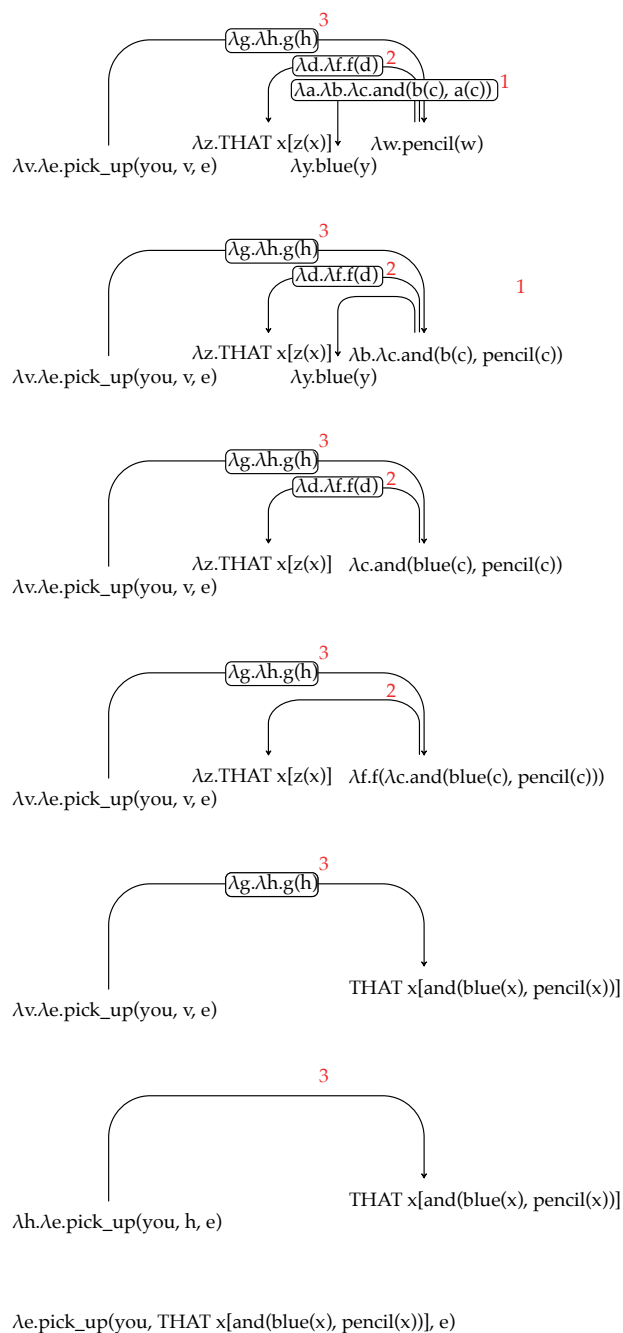 3
λg.λh.g(h)
λd.λf.f(d) 2
λa.λb.λc.and(b(c), a(c)) 1
λz.THAT x[z(x)] λw.pencil(w)
λv.λe.pick_up(you, v, e) λy.blue(y)
3
λg.λh.g(h)
λd.λf.f(d) 2 1
λz.THAT x[z(x)] λb.λc.and(b(c), pencil(c))
λv.λe.pick_up(you, v, e) λy.blue(y)
3
λg.λh.g(h)
λd.λf.f(d) 2
λz.THAT x[z(x)] λc.and(blue(c), pencil(c))
λv.λe.pick_up(you, v, e)
3
λg.λh.g(h)
2
λz.THAT x[z(x)] λf.f(λc.and(blue(c), pencil(c)))
λv.λe.pick_up(you, v, e)
3
λg.λh.g(h)
THAT x[and(blue(x), pencil(x))]
λv.λe.pick_up(you, v, e)
3
THAT x[and(blue(x), pencil(x))]
λh.λe.pick_up(you, h, e)
λe.pick_up(you, THAT x[and(blue(x), pencil(x))], e)